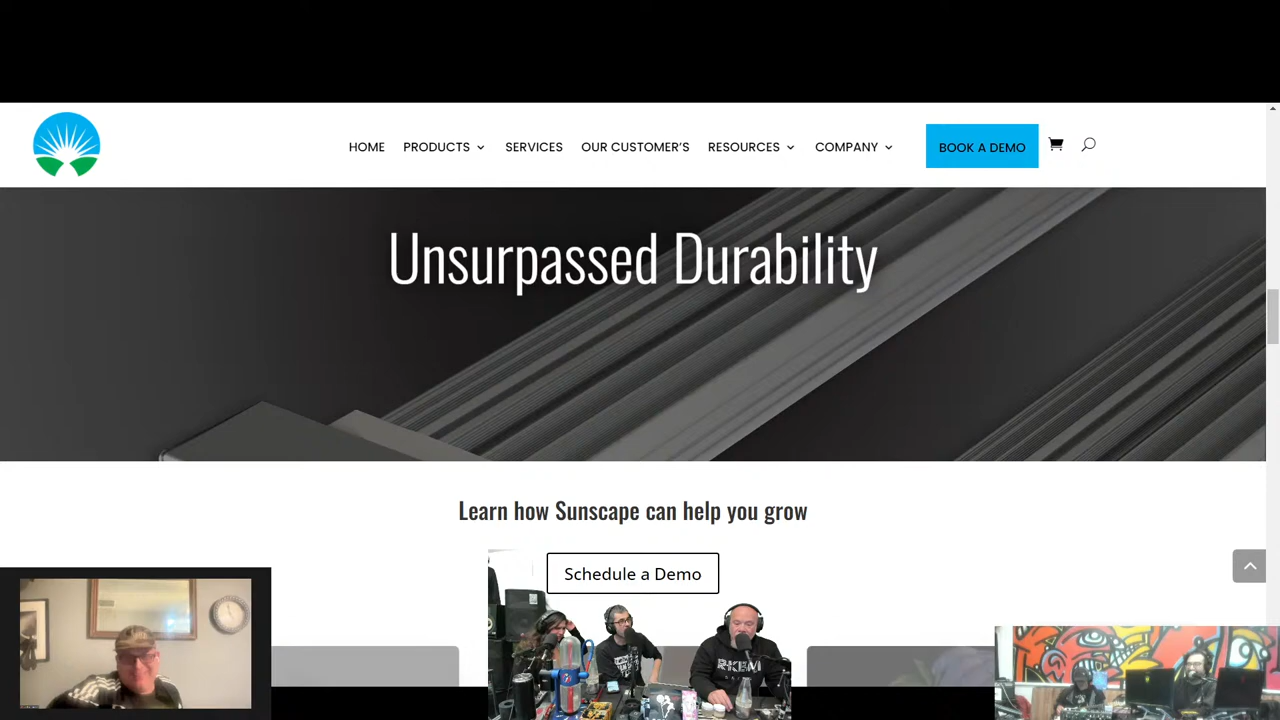 HOME PRODUCTS SERVICES OUR CUSTOMER'S RESOURCES COMPANY BOOK A DEMO
Unsurpassed Durability
Learn how Sunscape can help you grow
Schedule a Demo